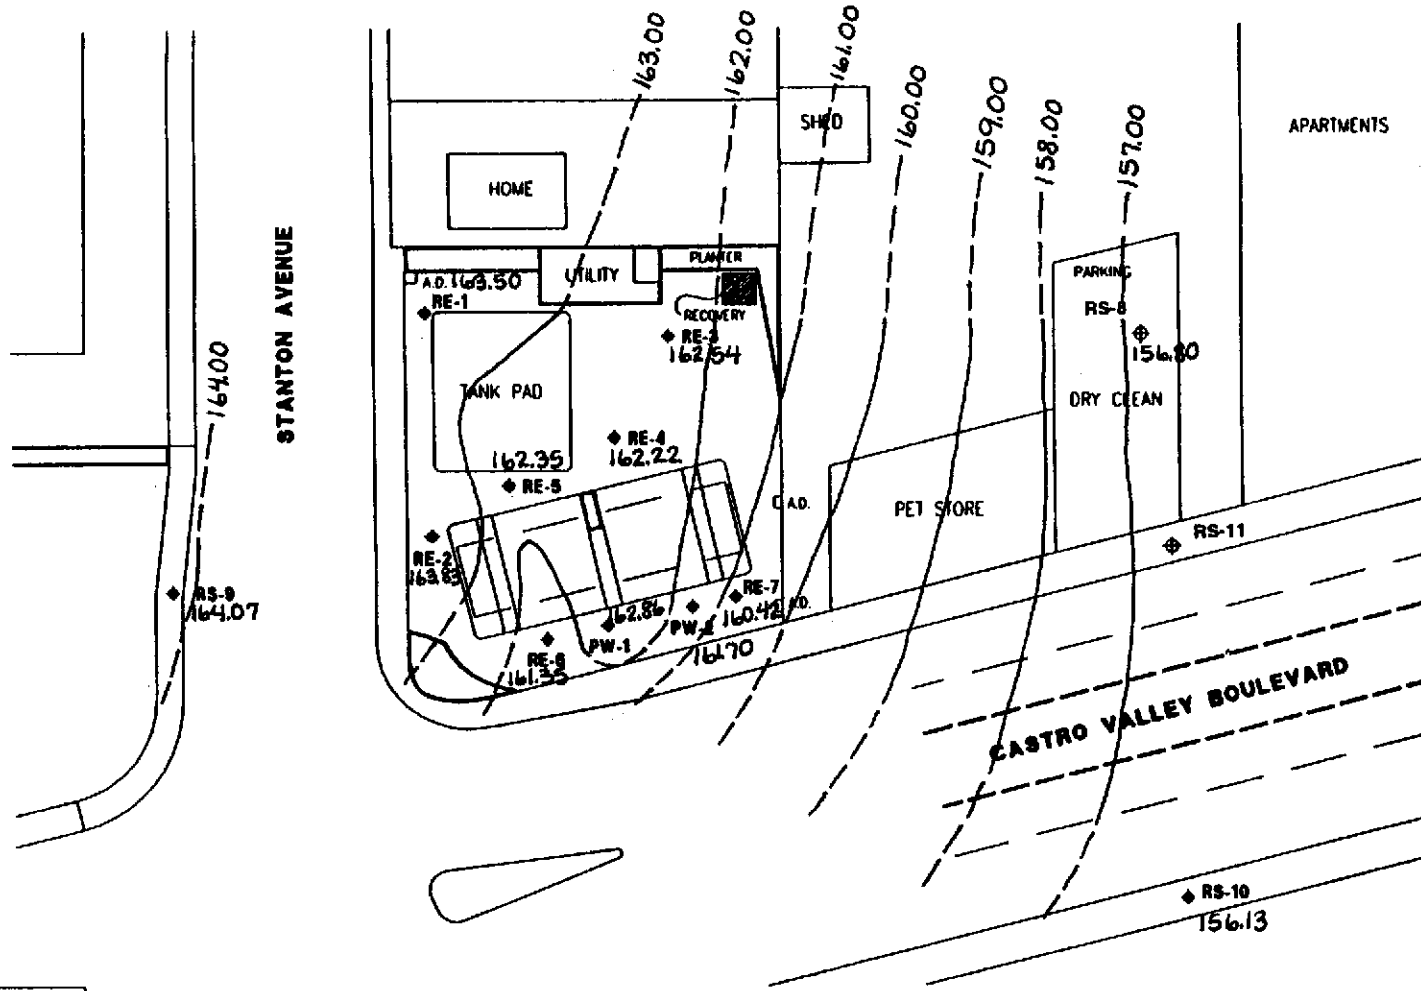 163.00
162.00
161.00
160.00
159.00
158.00
157.00
164.00
SHED
APARTMENTS
HOME
STANTON AVENUE
PLANTER
A.D. 163.50
UTILITY
RE-1
RECOVERY
RE-3
162.54
PARKING
RS-8
156.80
TANK PAD
DRY CLEAN
RE-4
162.22
162.35
RE-5
A.D.
PET STORE
RS-11
RE-2
163.83
RS-9
164.07
162.86
PW-1
RE-7
160.42 A.D.
PW-2
161.70
RE-6
161.35
CASTRO VALLEY BOULEVARD
RS-10
156.13